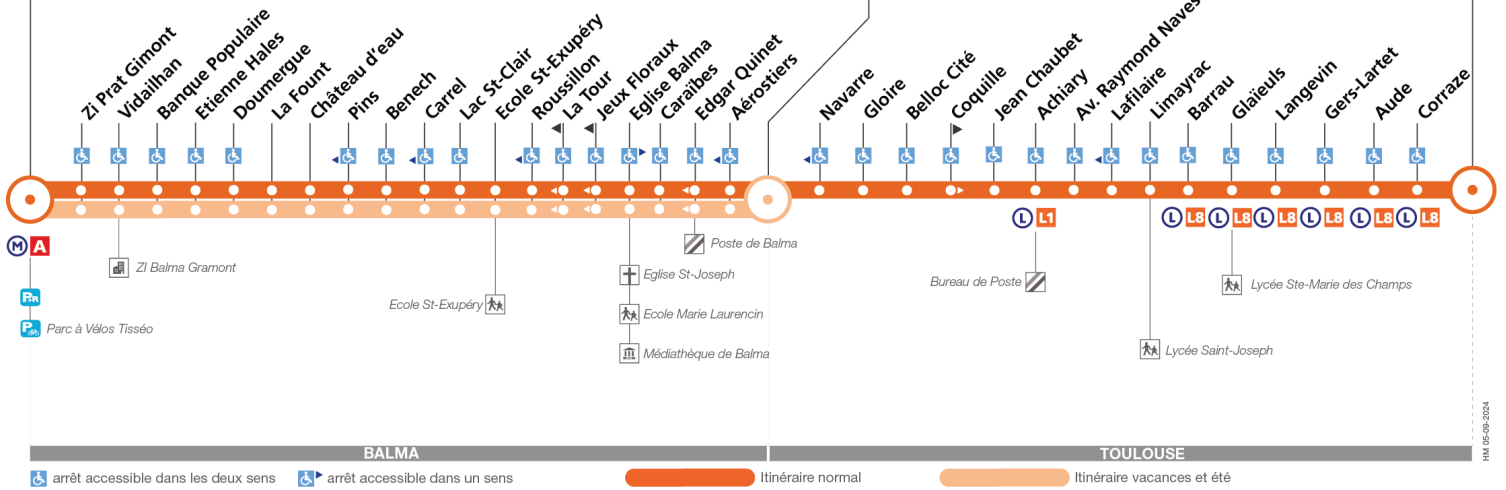 Zi Prat Gimont
Vidailhan
Banque Populaire
Etienne Hales
Doumergue
La Fount
Château d'eau
Pins
Benech
Carrel
Lac St-Clair
Ecole St-Exupéry
Roussillon
La Tour
Jeux Floraux
Eglise Balma
Caraïbes
Edgar Quinet
Aérostiers
Navarre
Gloire
Belloc Cité
Coquille
Jean Chaubet
Achiary
Av. Raymond Naves
Lafilaire
Limayrac
Barrau
Glaïeuls
Langevin
Gers-Lartet
Aude
Corraze
L L1
L L8 L L8 L L8 L L8 L L8 L L8
M A
ZI Balma Gramont
Poste de Balma
Eglise St-Joseph
Bureau de Poste
Lycée Ste-Marie des Champs
P+R
Ecole St-Exupéry
Ecole Marie Laurencin
P Parc à Vélos Tisséo
Médiathèque de Balma
Lycée Saint-Joseph
HM 05-09-2024
BALMA
TOULOUSE
arrêt accessible dans les deux sens
arrêt accessible dans un sens
Itinéraire normal
Itinéraire vacances et été